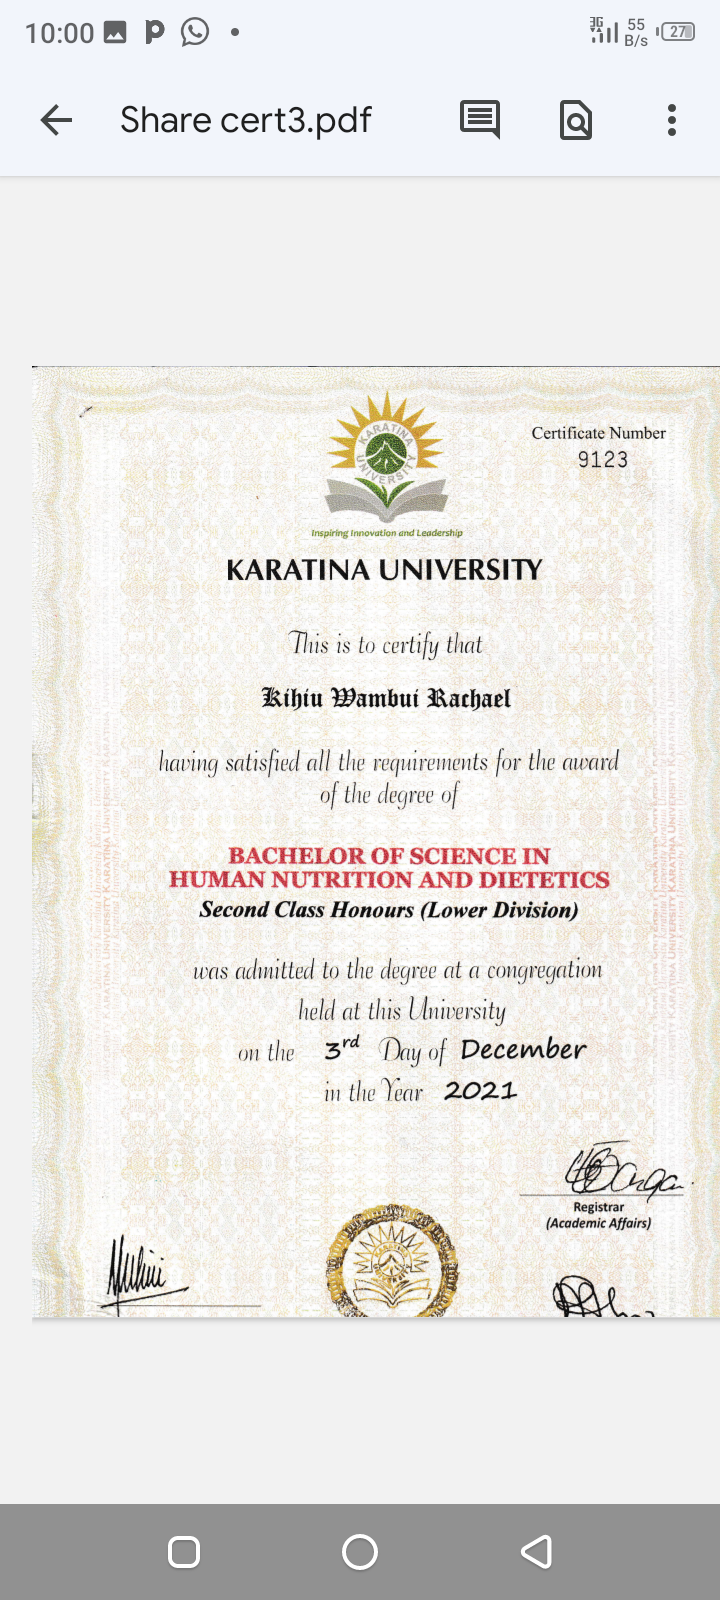 10:00
3G
55
B/s
27
Share cert3.pdf
KARATINA
UNIVERSITY
Inspiring Innovation and Leadership
Certificate Number
9123
KARATINA UNIVERSITY
This is to certify that
Kihiu Wambui Rachael
having satisfied all the requirements for the award
of the degree of
BACHELOR OF SCIENCE IN
HUMAN NUTRITION AND DIETETICS
Second Class Honours (Lower Division)
was admitted to the degree at a congregation
held at this University
on the 3rd Day of December
in the Year 2021
Registrar
(Academic Affairs)